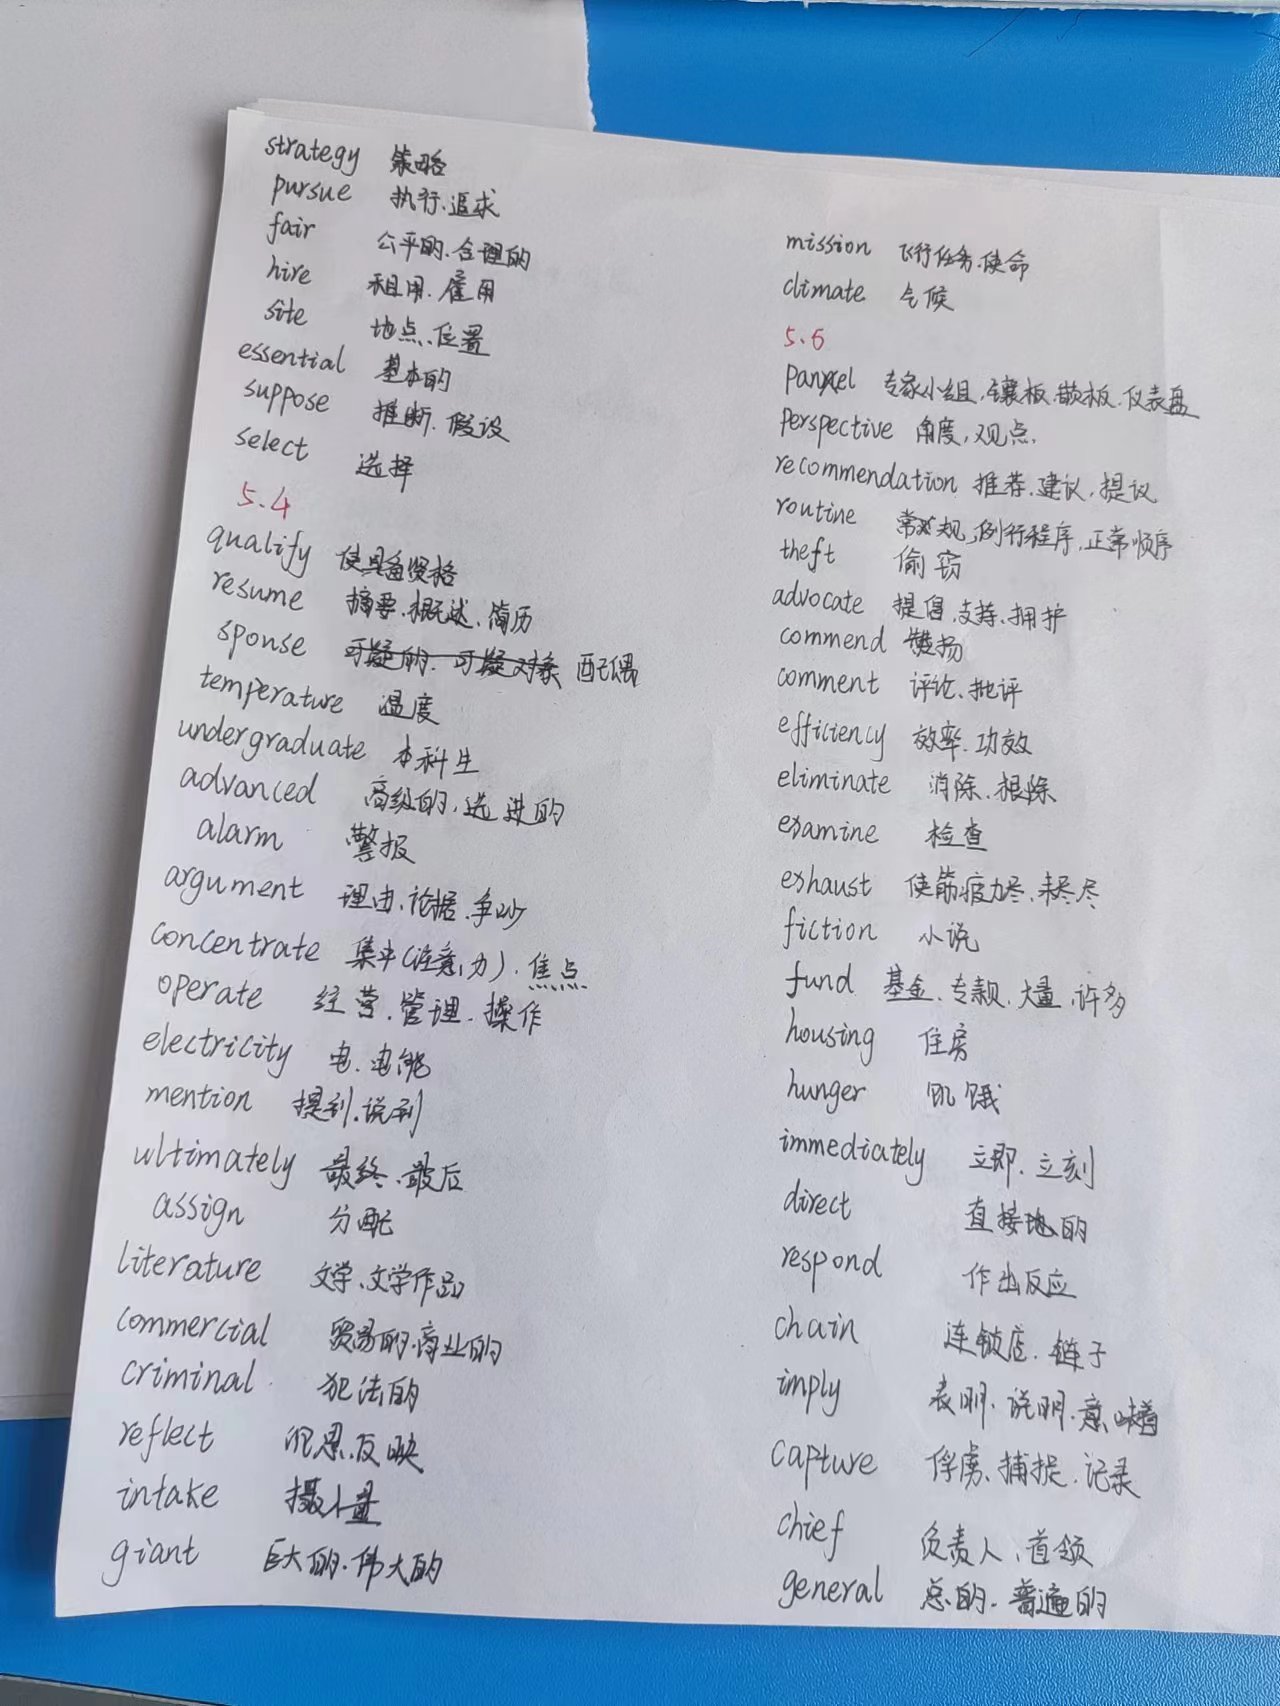 strategy 策略
pursue 执行、追求
fair 公平的、合理的
hire 租用、雇用
site 地点、位置
essential 基本的
suppose 推断、假设
select 选择
5.4
qualify 使具备资格
resume 摘要、概述、简历
sponse 可疑的、可疑对象 配偶
temperature 温度
undergraduate 本科生
advanced 高级的，先进的
alarm 警报
argument 理由、论据、争吵
concentrate 集中(注意力)、焦点
operate 经营、管理、操作
electricity 电、电能
mention 提到、说到
ultimately 最终、最后
assign 分配
literature 文学、文学作品
commercial 贸易的、商业的
criminal 犯法的
reflect 沉思、反映
intake 摄入量
giant 巨大的、伟大的
mission 飞行任务、使命
climate 气候
5.5
panel 专家小组，镶板、嵌板、仪表盘
perspective 角度，观点、
recommendation 推荐、建议，提议
routine 常规，例行程序，正常顺序
theft 偷窃
advocate 提倡，支持、拥护
commend 赞扬
comment 评论、批评
efficiency 效率、功效
eliminate 消除、根除
examine 检查
exhaust 使筋疲力尽、耗尽
fiction 小说
fund 基金、专款、大量，许多
housing 住房
hunger 饥饿
immediately 立即、立刻
direct 直接地的
respond 作出反应
chain 连锁店、链子
imply 表明、说明、意味着
capture 俘虏、捕捉、记录
chief 负责人、首领
general 总的、普遍的